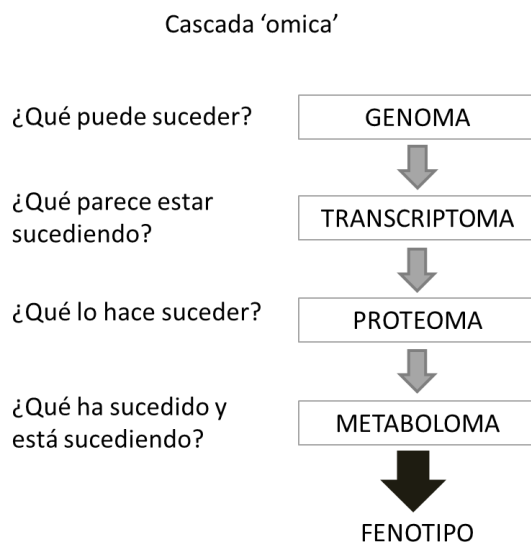 Cascada ‘omica’
¿Qué puede suceder?
GENOMA
¿Qué parece estar
sucediendo?
TRANSCRIPTOMA
¿Qué lo hace suceder?
PROTEOMA
¿Qué ha sucedido y
está sucediendo?
METABOLOMA
FENOTIPO